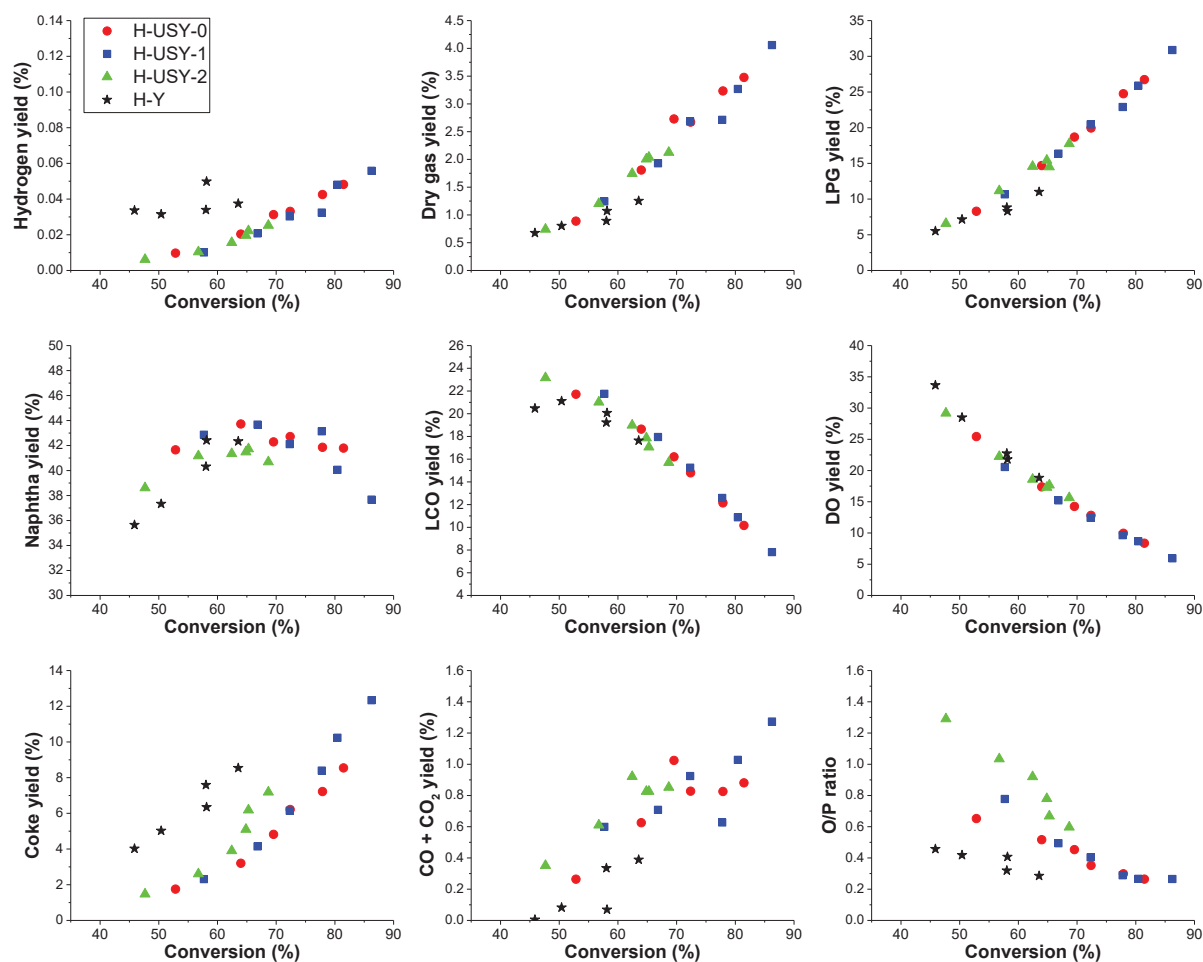 0.14
0.12
0.10
0.08
0.06
0.04
0.02
0.00
Hydrogen yield (%)
H-USY-0
H-USY-1
H-USY-2
H-Y
40 50 60 70 80 90
Conversion (%)
4.5
4.0
3.5
3.0
2.5
2.0
1.5
1.0
0.5
0.0
Dry gas yield (%)
40 50 60 70 80 90
Conversion (%)
40
35
30
25
20
15
10
5
0
LPG yield (%)
40 50 60 70 80 90
Conversion (%)
50
48
46
44
42
40
38
36
34
32
30
Naphtha yield (%)
40 50 60 70 80 90
Conversion (%)
26
24
22
20
18
16
14
12
10
8
6
4
LCO yield (%)
40 50 60 70 80 90
Conversion (%)
40
35
30
25
20
15
10
5
0
DO yield (%)
40 50 60 70 80 90
Conversion (%)
14
12
10
8
6
4
2
0
Coke yield (%)
40 50 60 70 80 90
Conversion (%)
1.6
1.4
1.2
1.0
0.8
0.6
0.4
0.2
0.0
CO + CO₂ yield (%)
40 50 60 70 80 90
Conversion (%)
1.6
1.4
1.2
1.0
0.8
0.6
0.4
0.2
0.0
O/P ratio
40 50 60 70 80 90
Conversion (%)